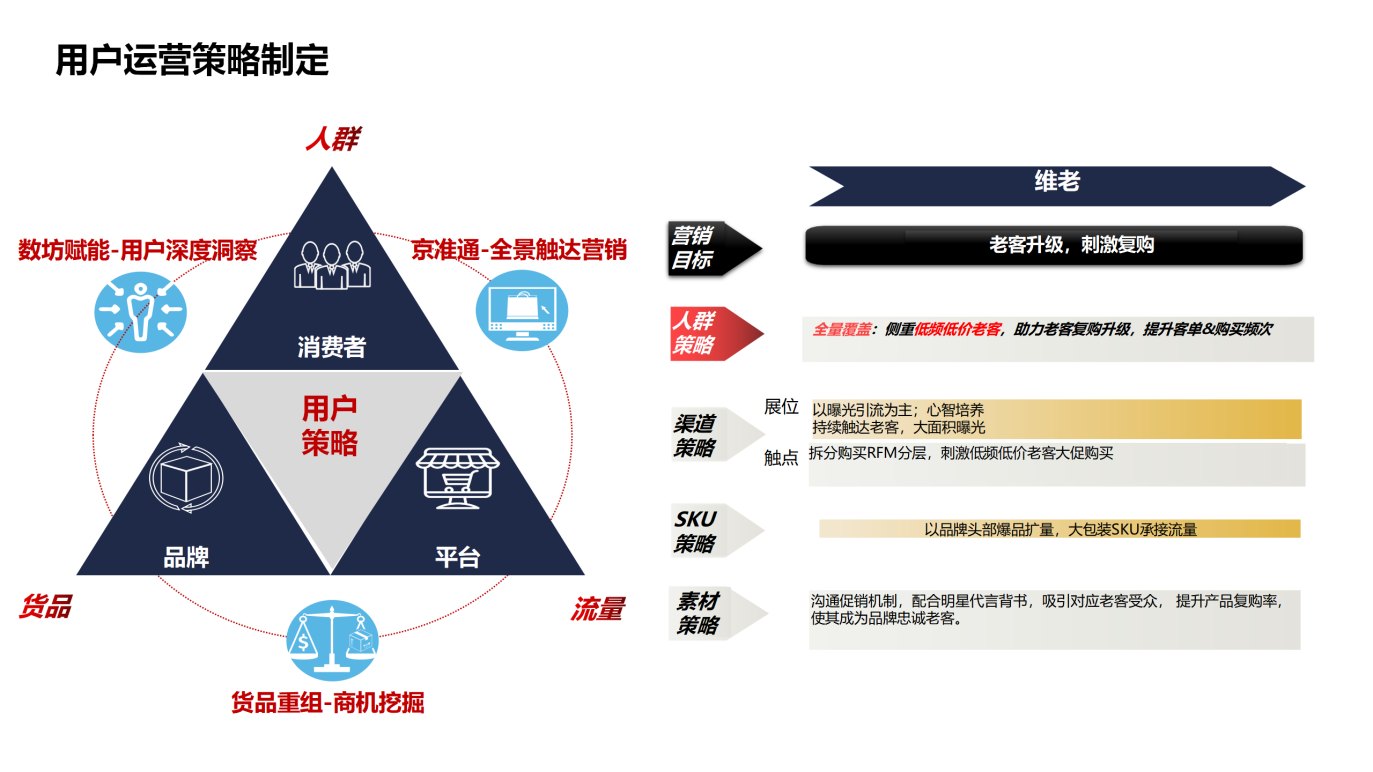 用户运营策略制定
人群
数坊赋能-用户深度洞察
京准通-全景触达营销
消费者
用户
策略
品牌
平台
货品
流量
$
货品重组-商机挖掘
维老
营销
目标
老客升级，刺激复购
人群
策略
全量覆盖：侧重低频低价老客，助力老客复购升级，提升客单&购买频次
渠道
策略
展位
以曝光引流为主；心智培养
持续触达老客，大面积曝光
触点
拆分购买RFM分层，刺激低频低价老客大促购买
SKU
策略
以品牌头部爆品扩量，大包装SKU承接流量
素材
策略
沟通促销机制，配合明星代言背书，吸引对应老客受众， 提升产品复购率，
使其成为品牌忠诚老客。